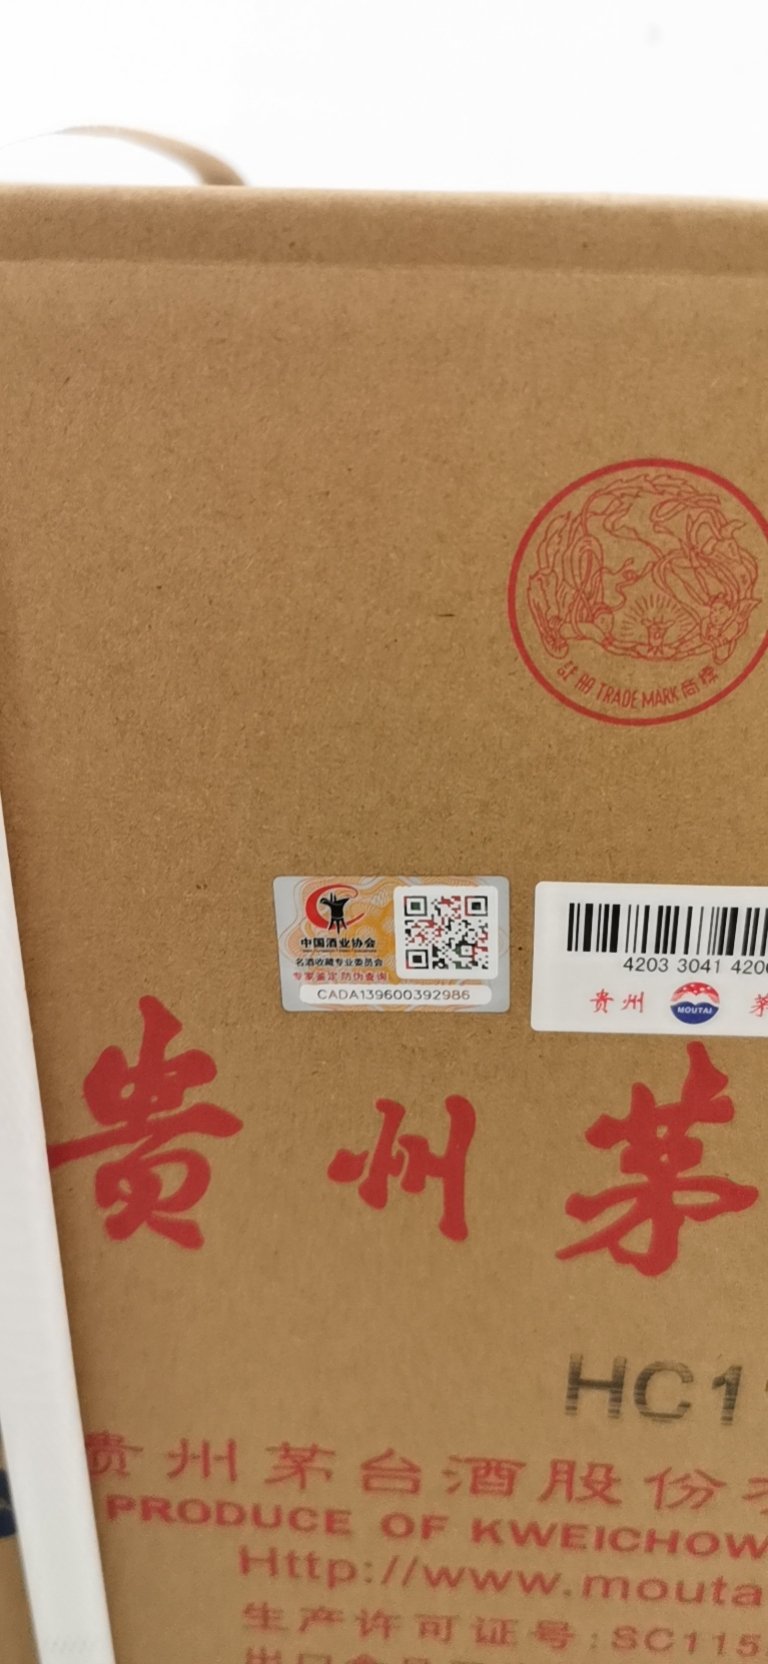 註册 TRADE MARK 商標
中国酒业协会
名酒收藏专业委员会
专家鉴定 防伪查询
CADA139600392986
4203 3041 420
贵州
MOUTAI
茅
贵州茅
HC1
贵州茅台酒股份
PRODUCE OF KWEICHOW
Http://www.mouta
生产许可证号:SC115